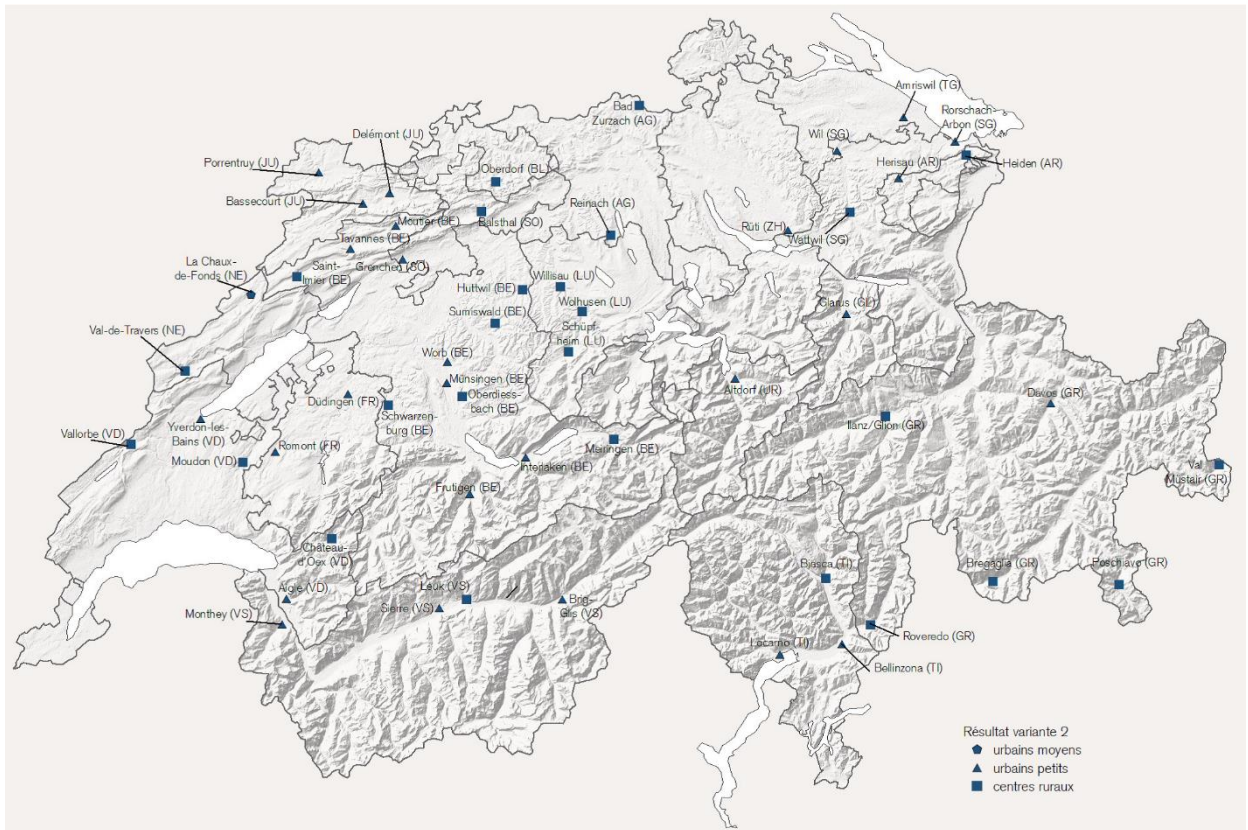 Amriswil (TG)
Bad
Zurzach (AG)
Rorschach-
Arbon (SG)
Delémont (JU)
Wil (SG)
Porrentruy (JU)
Oberdorf (BL)
Herisau (AR)
Heiden (AR)
Bassecourt (JU)
Reinach (AG)
Moutier (BE)
Balsthal (SO)
Rüti (ZH)
Wattwil (SG)
Tavannes (BE)
La Chaux-
de-Fonds (NE)
Saint-
Imier (BE)
Grenchen (SO)
Willisau (LU)
Huttwil (BE)
Wolhusen (LU)
Glarus (GL)
Sumiswald (BE)
Val-de-Travers (NE)
Schüpf-
heim (LU)
Worb (BE)
Münsingen (BE)
Altdorf (UR)
Davos (GR)
Düdingen (FR)
Oberdiess-
bach (BE)
Schwarzen-
burg (BE)
Yverdon-les-
Bains (VD)
Ilanz/Glion (GR)
Vallorbe (VD)
Romont (FR)
Meiringen (BE)
Moudon (VD)
Interlaken (BE)
Val
Müstair (GR)
Frutigen (BE)
Château-
d'Oex (VD)
Biasca (TI)
Bregaglia (GR)
Poschiavo (GR)
Aigle (VD)
Leuk (VS)
Brig-
Glis (VS)
Monthey (VS)
Sierre (VS)
Roveredo (GR)
Locarno (TI)
Bellinzona (TI)
Résultat variante 2
urbains moyens
urbains petits
centres ruraux